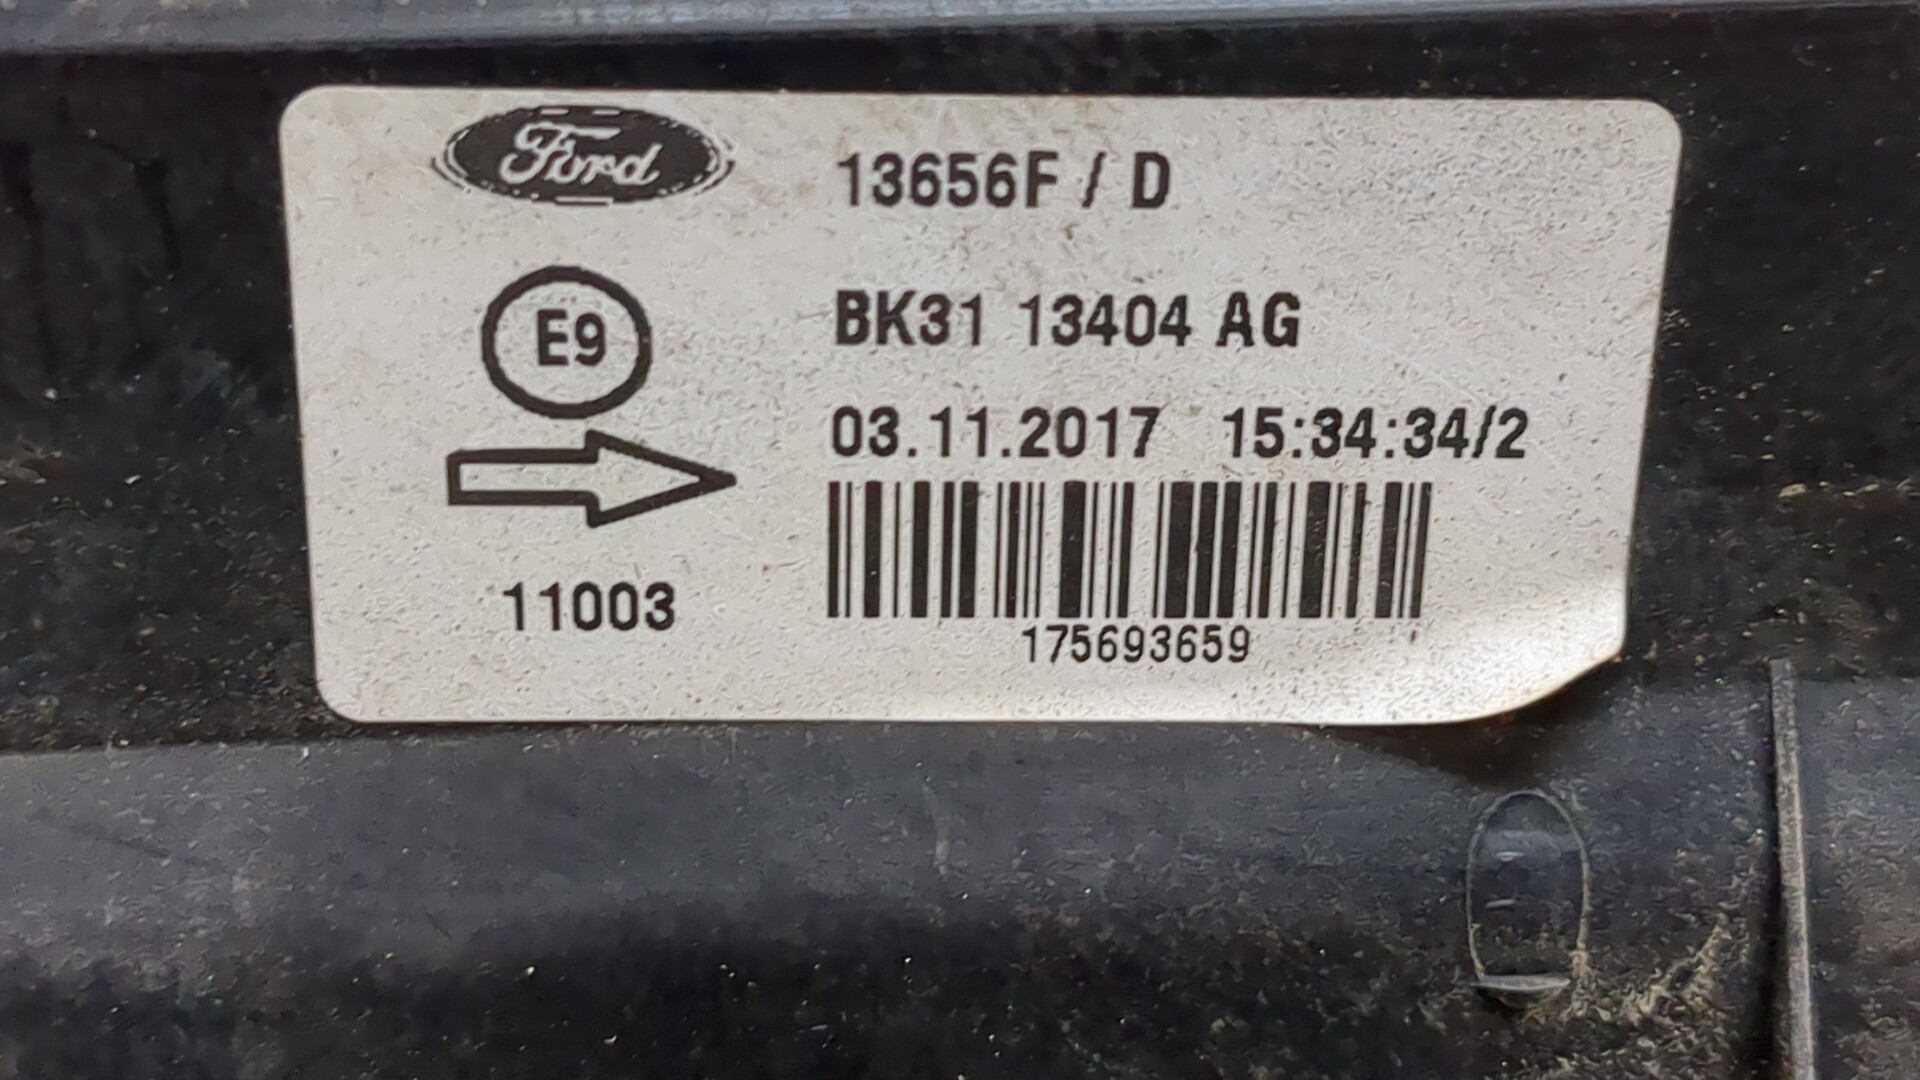 Ford
13656F / D
E9
BK31 13404 AG
03.11.2017 15:34:34/2
11003
175693659